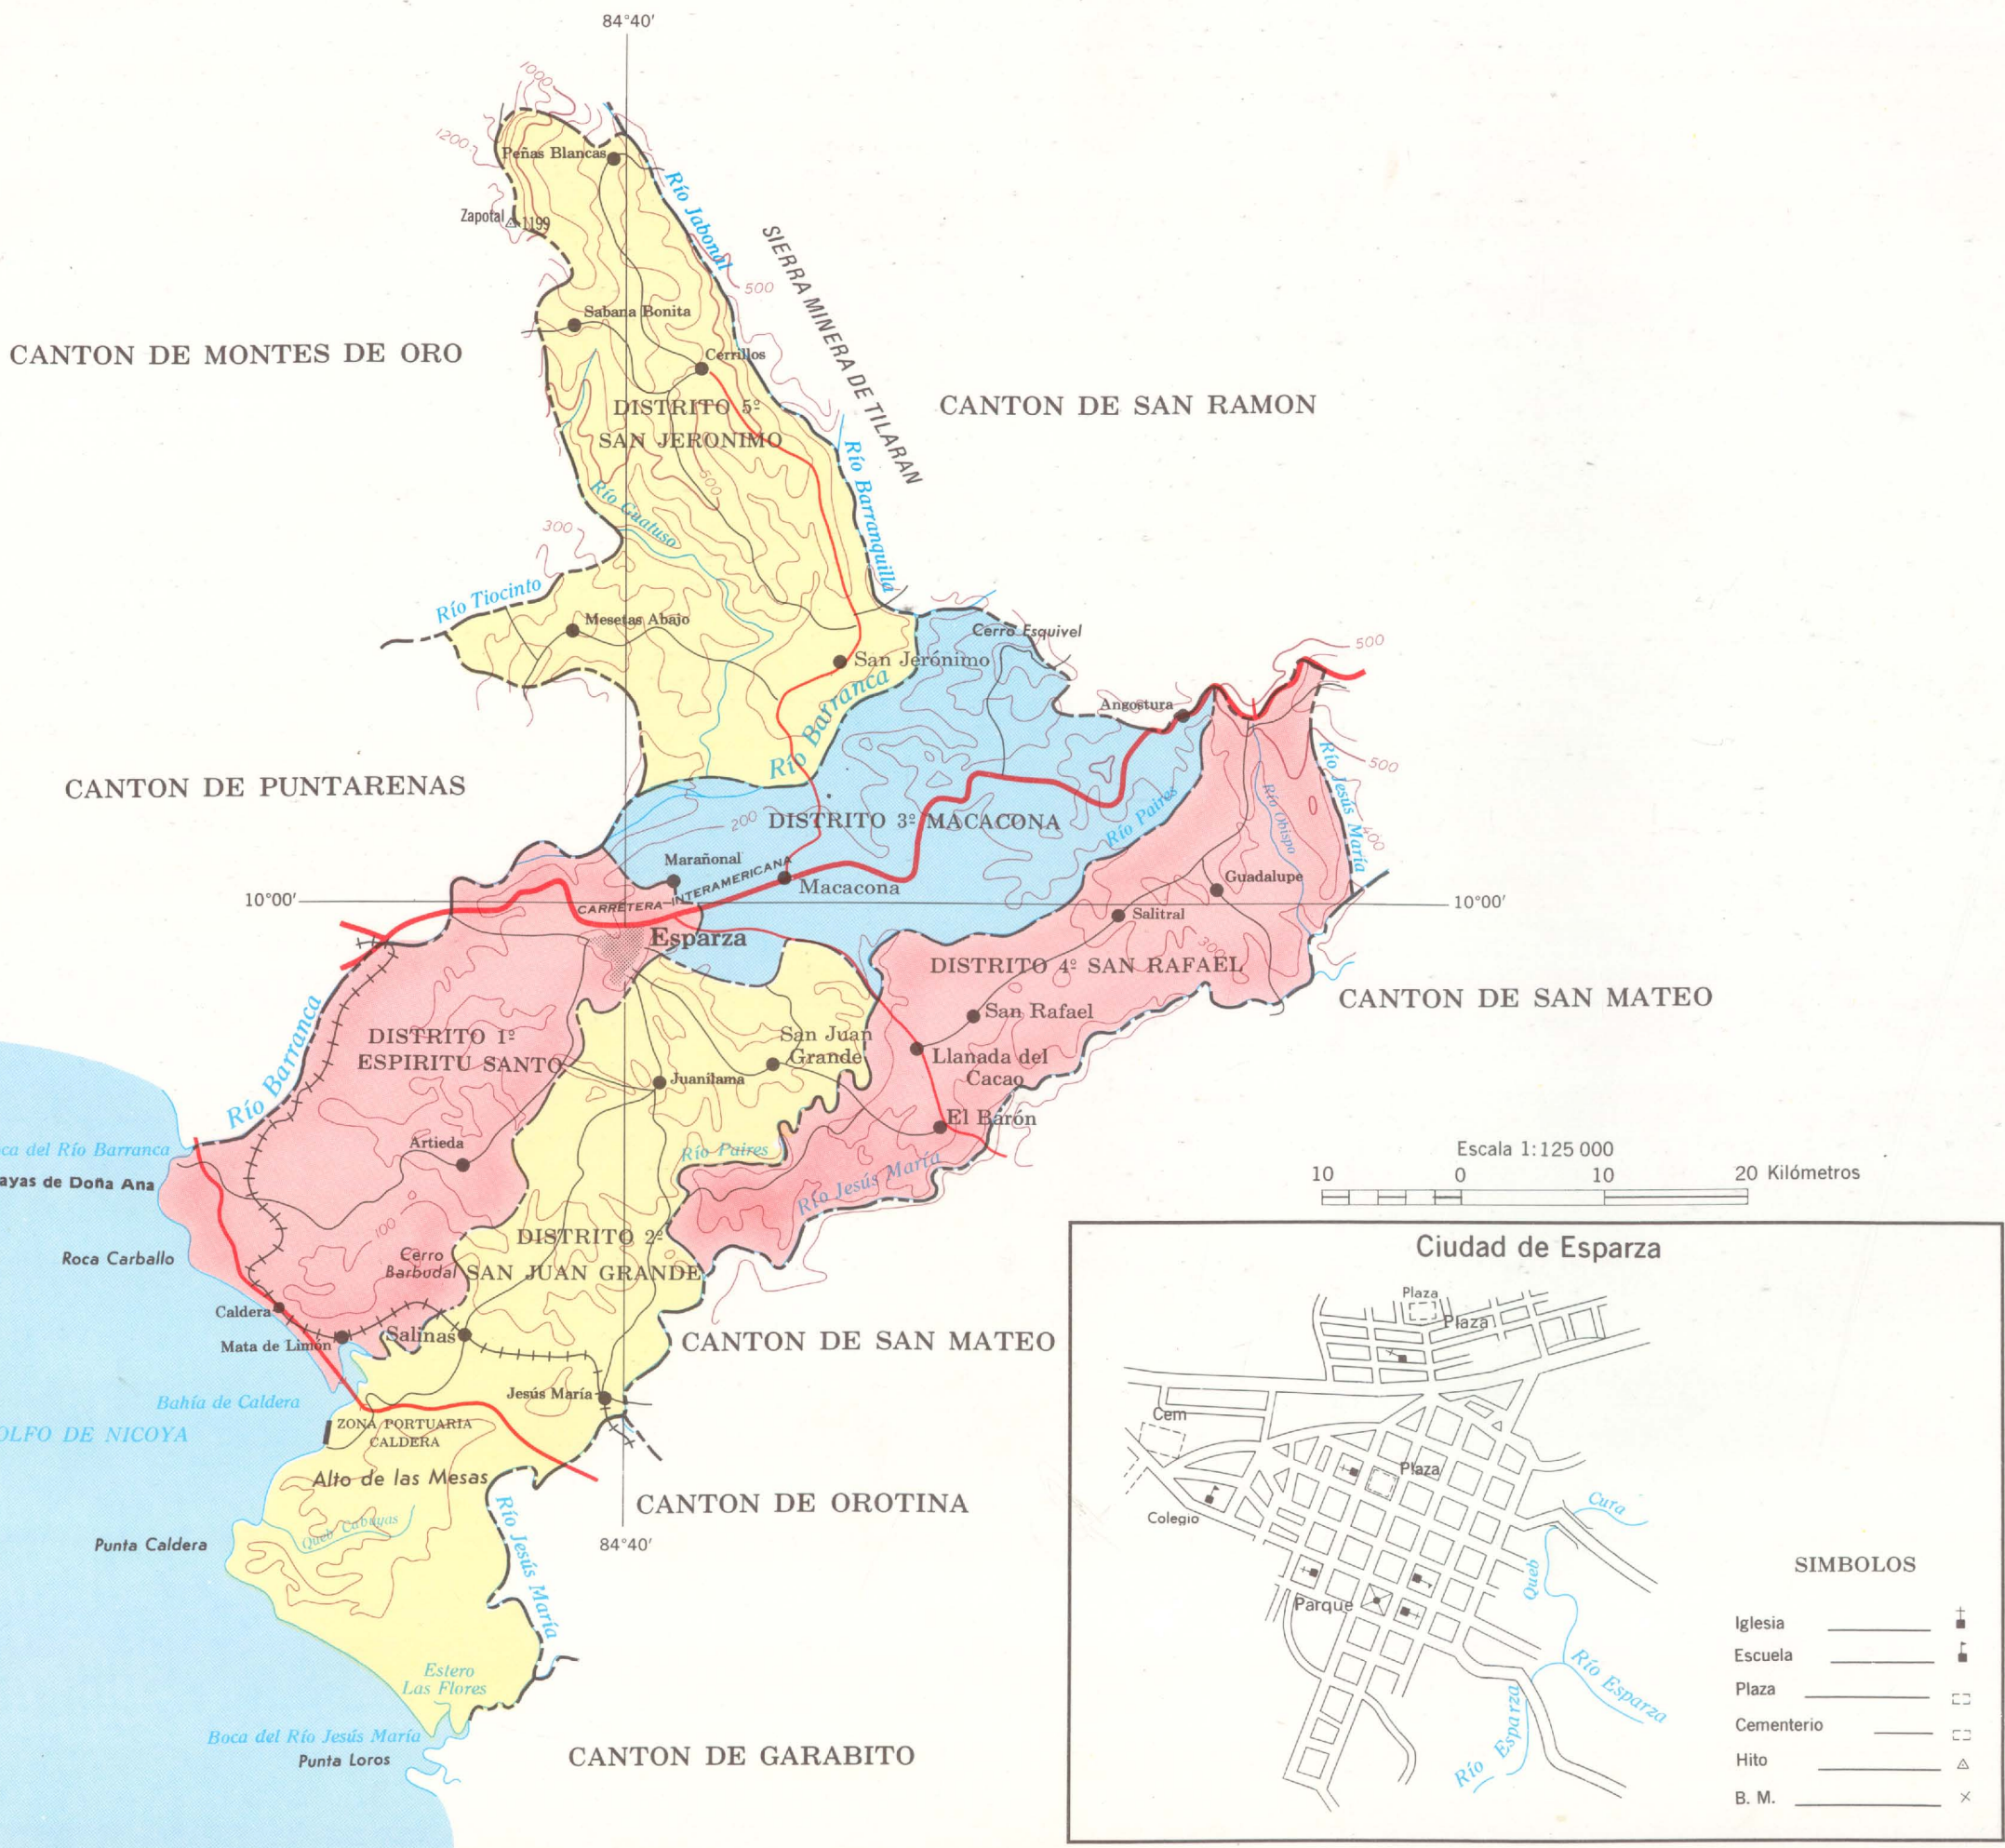 84°40'
1000
1200
Peñas Blancas
Río Jabonal
Zapotal
1199
SIERRA MINERA DE TILARAN
500
Sabana Bonita
CANTON DE MONTES DE ORO
Cerrillos
CANTON DE SAN RAMON
DISTRITO 5º
SAN JERONIMO
Río Barranquilla
500
Río Guatuso
300
Río Tiocinto
Mesetas Abajo
Cerro Esquivel
500
San Jerónimo
Río Barranca
Angostura
500
Río Jesús María
CANTON DE PUNTARENAS
Río Obispo
200
DISTRITO 3º MACACONA
Río Paires
400
Marañonal
CARRETERA INTERAMERICANA
Macacona
Guadalupe
10°00'
10°00'
Salitral
Esparza
300
DISTRITO 4º SAN RAFAEL
CANTON DE SAN MATEO
Río Barranca
San Rafael
DISTRITO 1º
ESPIRITU SANTO
San Juan
Grande
Llanada del
Cacao
Juanilama
El Barón
Artieda
ca del Río Barranca
ayas de Doña Ana
Río Paires
Río Jesús María
Escala 1:125 000
10 0 10 20 Kilómetros
100
DISTRITO 2º
SAN JUAN GRANDE
Roca Carballo
Cerro
Barbudal
Caldera
Mata de Limón
Salinas
CANTON DE SAN MATEO
Jesús María
Bahía de Caldera
OLFO DE NICOYA
ZONA PORTUARIA
CALDERA
Alto de las Mesas
CANTON DE OROTINA
Río Jesús María
Queb Cabuyas
Punta Caldera
84°40'
Estero
Las Flores
Boca del Río Jesús María
Punta Loros
CANTON DE GARABITO
Ciudad de Esparza
Plaza
Plaza
Cem
Plaza
Colegio
Cura
Queb
Parque
Río Esparza
Río Esparza
SIMBOLOS
Iglesia
Escuela
Plaza
Cementerio
Hito
B. M.